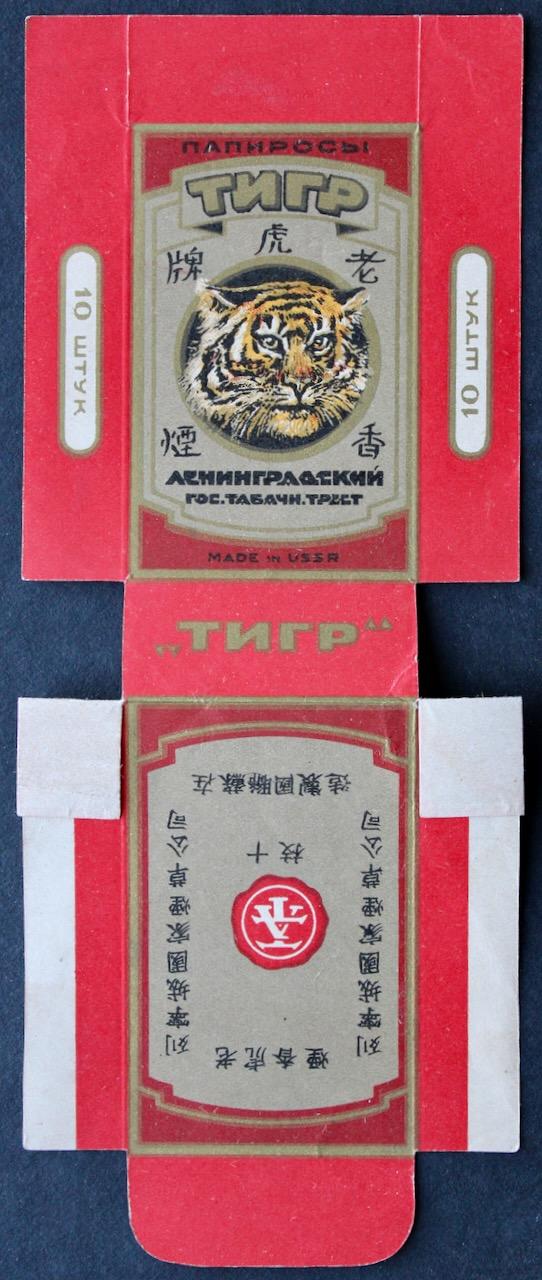 ПАПИРОСЫ
ТИГР
老虎牌
香煙
ЛЕНИНГРАДСКИЙ
ГОС.ТАБАЧН.ТРЕСТ
MADE IN USSR
10 ШТУК
10 ШТУК
„ТИГР“
老虎香煙
列寧城國家煙草公司
列寧城國家煙草公司
十枝
在蘇聯國製造